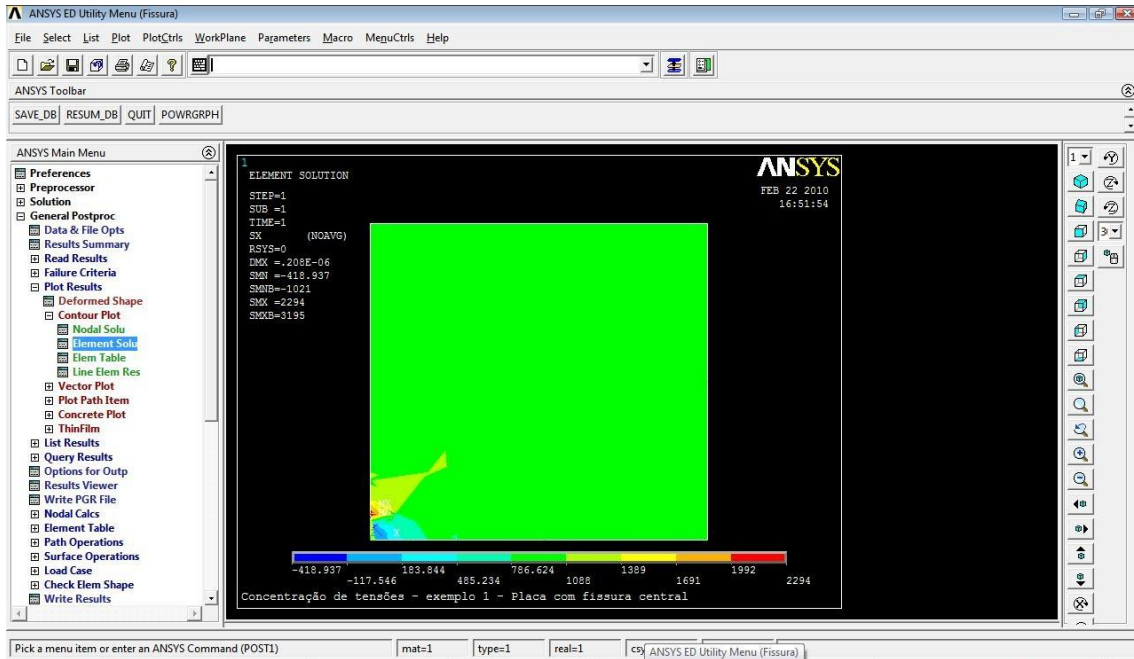 ANSYS ED Utility Menu (Fissura)
File Select List Plot PlotCtrls WorkPlane Parameters Macro MenuCtrls Help
ANSYS Toolbar
SAVE_DB RESUM_DB QUIT POWRGRPH
ANSYS Main Menu
Preferences
Preprocessor
Solution
General Postproc
Data & File Opts
Results Summary
Read Results
Failure Criteria
Plot Results
Deformed Shape
Contour Plot
Nodal Solu
Element Solu
Elem Table
Line Elem Res
Vector Plot
Plot Path Item
Concrete Plot
ThinFilm
List Results
Query Results
Options for Outp
Results Viewer
Write PGR File
Nodal Calcs
Element Table
Path Operations
Surface Operations
Load Case
Check Elem Shape
Write Results
1
ELEMENT SOLUTION
STEP=1
SUB =1
TIME=1
SX (NOAVG)
RSYS=0
DMX =.208E-06
SMN =-418.937
SMNB=-1021
SMX =2294
SMXB=3195
ANSYS
FEB 22 2010
16:51:54
-418.937 183.844 786.624 1389 1992
-117.546 485.234 1088 1691 2294
Concentração de tensões - exemplo 1 - Placa com fissura central
1
Pick a menu item or enter an ANSYS Command (POST1)
mat=1 type=1 real=1
ANSYS ED Utility Menu (Fissura)